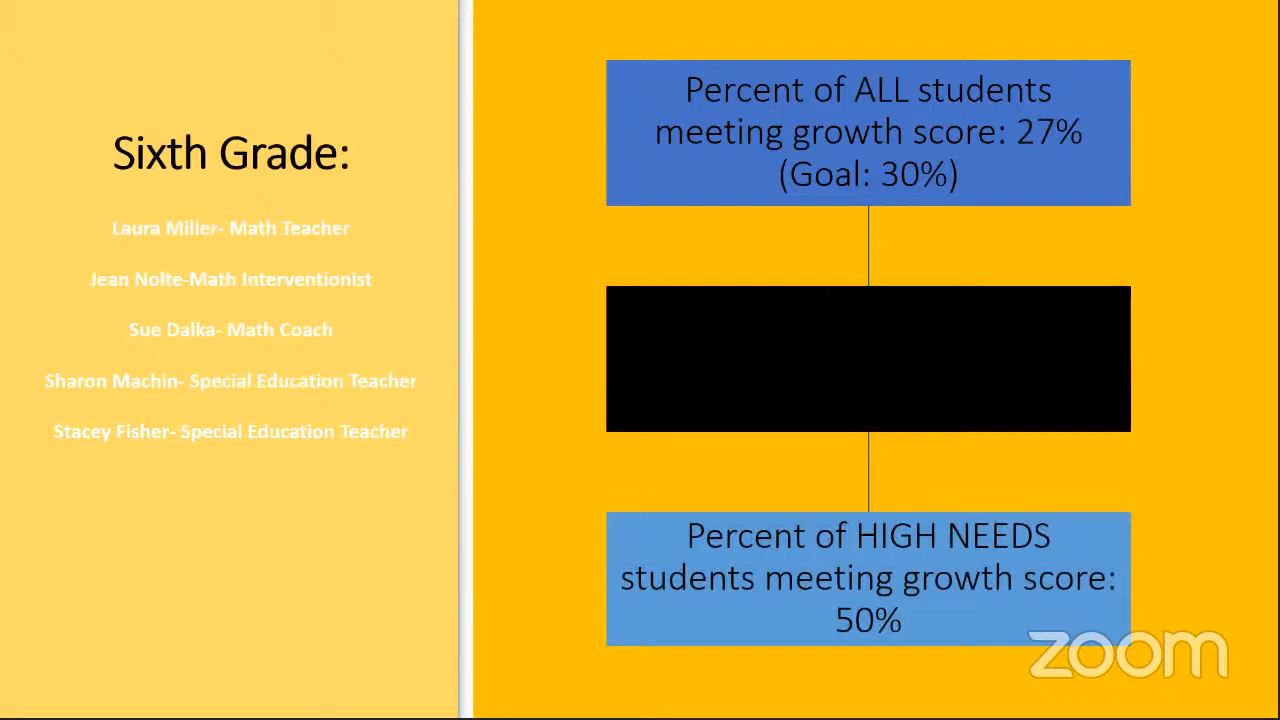 Sixth Grade:
Laura Miller- Math Teacher
Jean Nolte-Math Interventionist
Sue Dalka- Math Coach
Sharon Machin- Special Education Teacher
Stacey Fisher- Special Education Teacher
Percent of ALL students
meeting growth score: 27%
(Goal: 30%)
Percent of HIGH NEEDS
students meeting growth score:
50%
zoom